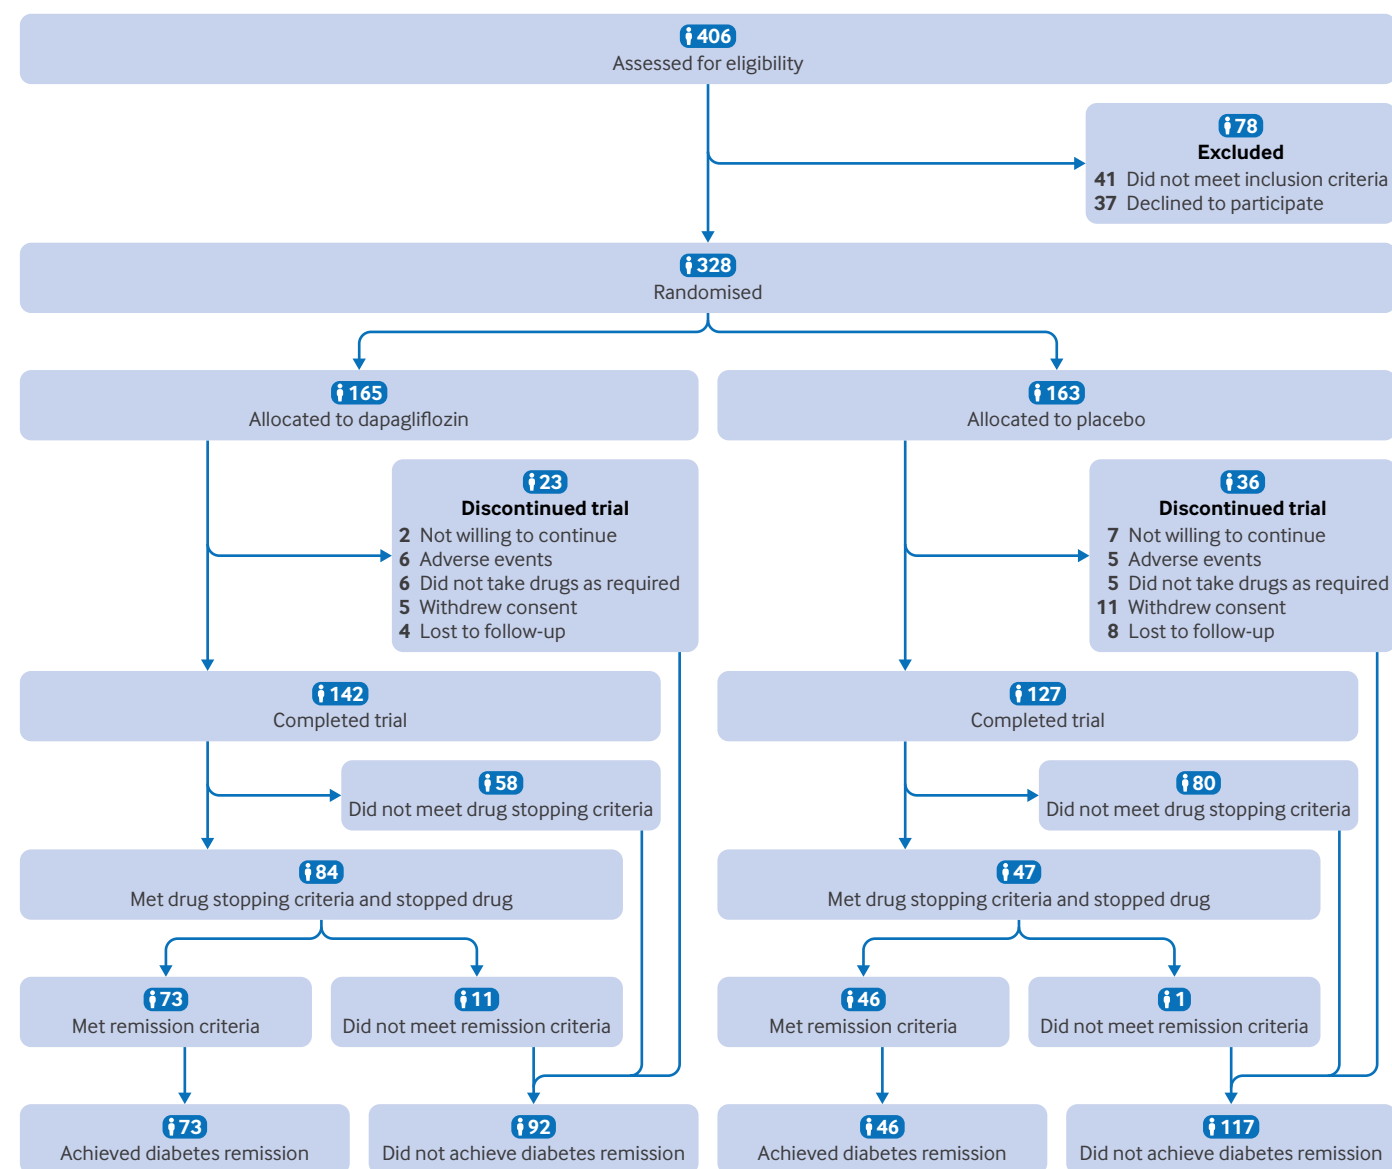 406
Assessed for eligibility
78
Excluded
41 Did not meet inclusion criteria
37 Declined to participate
328
Randomised
165
Allocated to dapagliflozin
163
Allocated to placebo
23
Discontinued trial
2 Not willing to continue
6 Adverse events
6 Did not take drugs as required
5 Withdrew consent
4 Lost to follow-up
36
Discontinued trial
7 Not willing to continue
5 Adverse events
5 Did not take drugs as required
11 Withdrew consent
8 Lost to follow-up
142
Completed trial
127
Completed trial
58
Did not meet drug stopping criteria
80
Did not meet drug stopping criteria
84
Met drug stopping criteria and stopped drug
47
Met drug stopping criteria and stopped drug
73
Met remission criteria
11
Did not meet remission criteria
46
Met remission criteria
1
Did not meet remission criteria
73
Achieved diabetes remission
92
Did not achieve diabetes remission
46
Achieved diabetes remission
117
Did not achieve diabetes remission